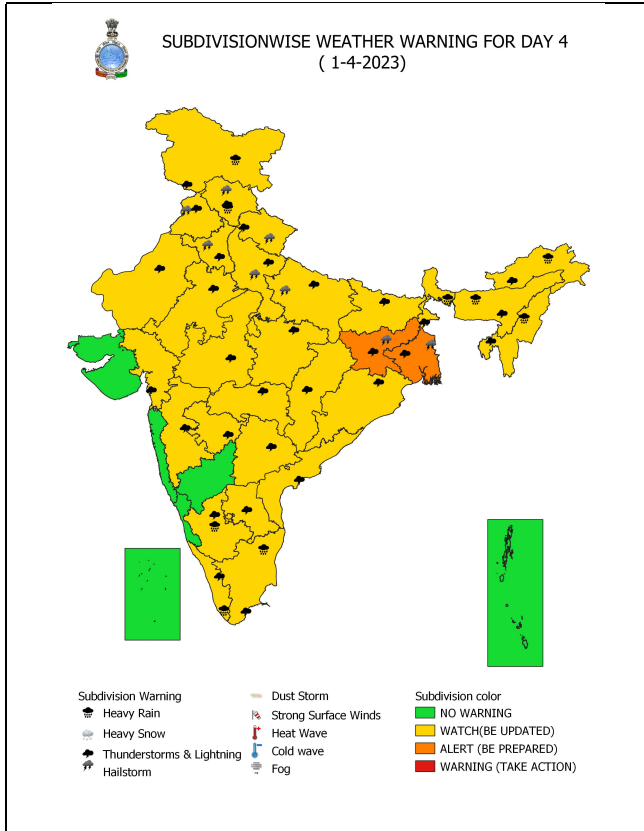 SUBDIVISIONWISE WEATHER WARNING FOR DAY 4
( 1-4-2023)
Subdivision Warning
Heavy Rain
Heavy Snow
Thunderstorms & Lightning
Hailstorm
Dust Storm
Strong Surface Winds
Heat Wave
Cold wave
Fog
Subdivision color
NO WARNING
WATCH(BE UPDATED)
ALERT (BE PREPARED)
WARNING (TAKE ACTION)